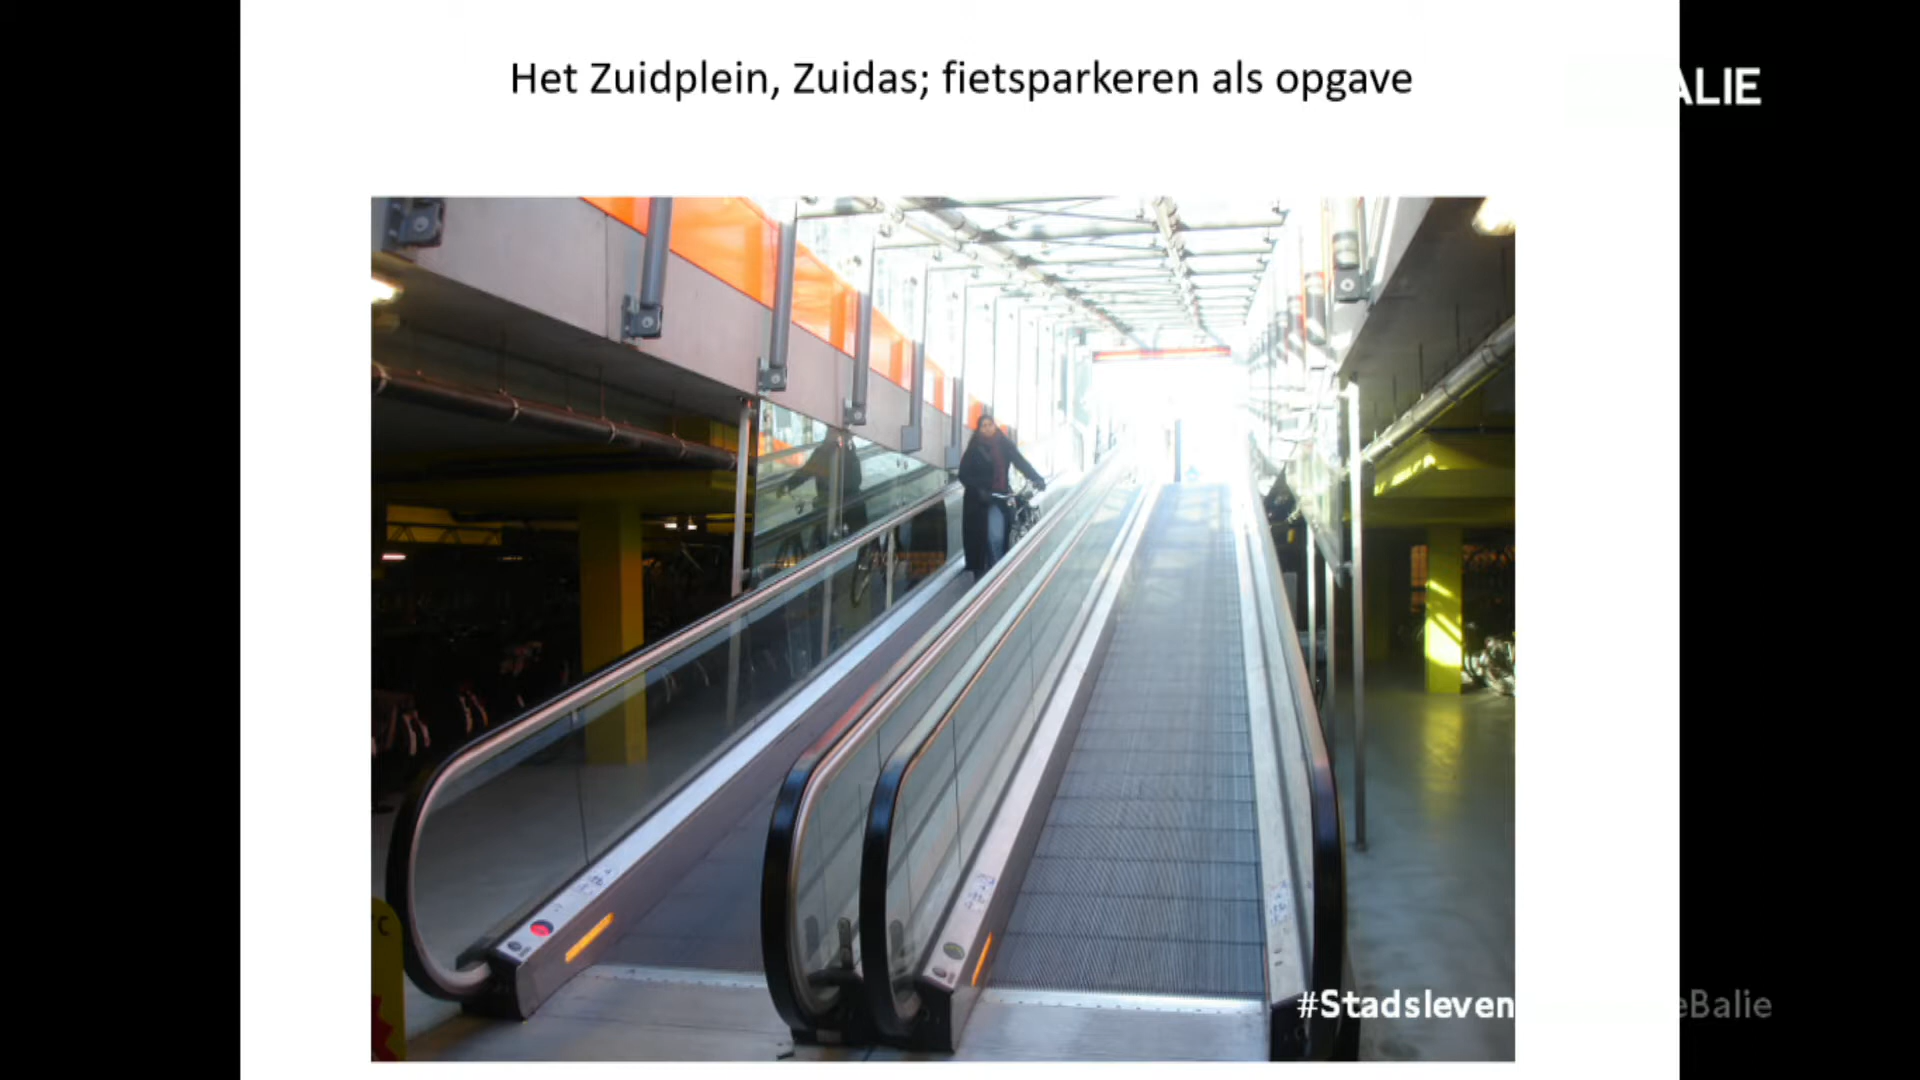 Het Zuidplein, Zuidas; fietsparkeren als opgave
ALIE
#Stadsleven
eBalie